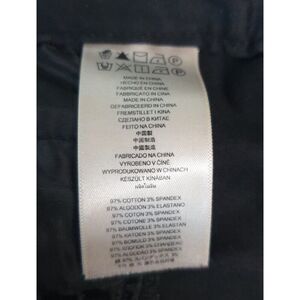 MADE IN CHINA
HECHO EN CHINA
FABRIQUÉ EN CHINE
FABBRICATO IN CINA
MADE IN CHINA
GEFABRICEERD IN CHINA
FREMSTILLET I KINA
СДЕЛАНО В КИТАЕ
FEITO NA CHINA
中国製
中国制造
中國製造
FABRICADO NA CHINA
VYROBENO V ČÍNĚ
WYPRODUKOWANO W CHINACH
KÉSZÜLT KÍNÁBAN
97% COTTON 3% SPANDEX
97% ALGODÓN 3% ELASTANO
97% COTON 3% SPANDEX
97% COTONE 3% SPANDEX
97% BAUMWOLLE 3% ELASTAN
97% KATOEN 3% SPANDEX
97% BOMULD 3% SPANDEX
3% SPANDEX